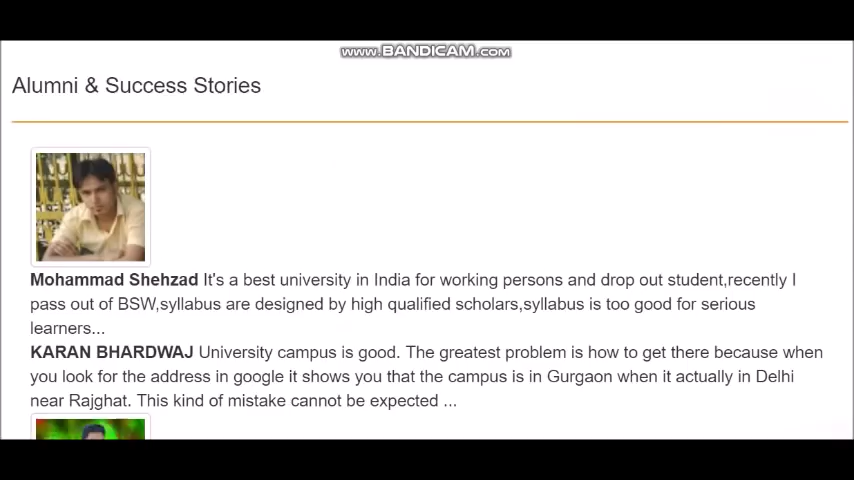 www.BANDICAM.com
Alumni & Success Stories
Mohammad Shehzad It's a best university in India for working persons and drop out student,recently I
pass out of BSW,syllabus are designed by high qualified scholars,syllabus is too good for serious
learners...
KARAN BHARDWAJ University campus is good. The greatest problem is how to get there because when
you look for the address in google it shows you that the campus is in Gurgaon when it actually in Delhi
near Rajghat. This kind of mistake cannot be expected ...